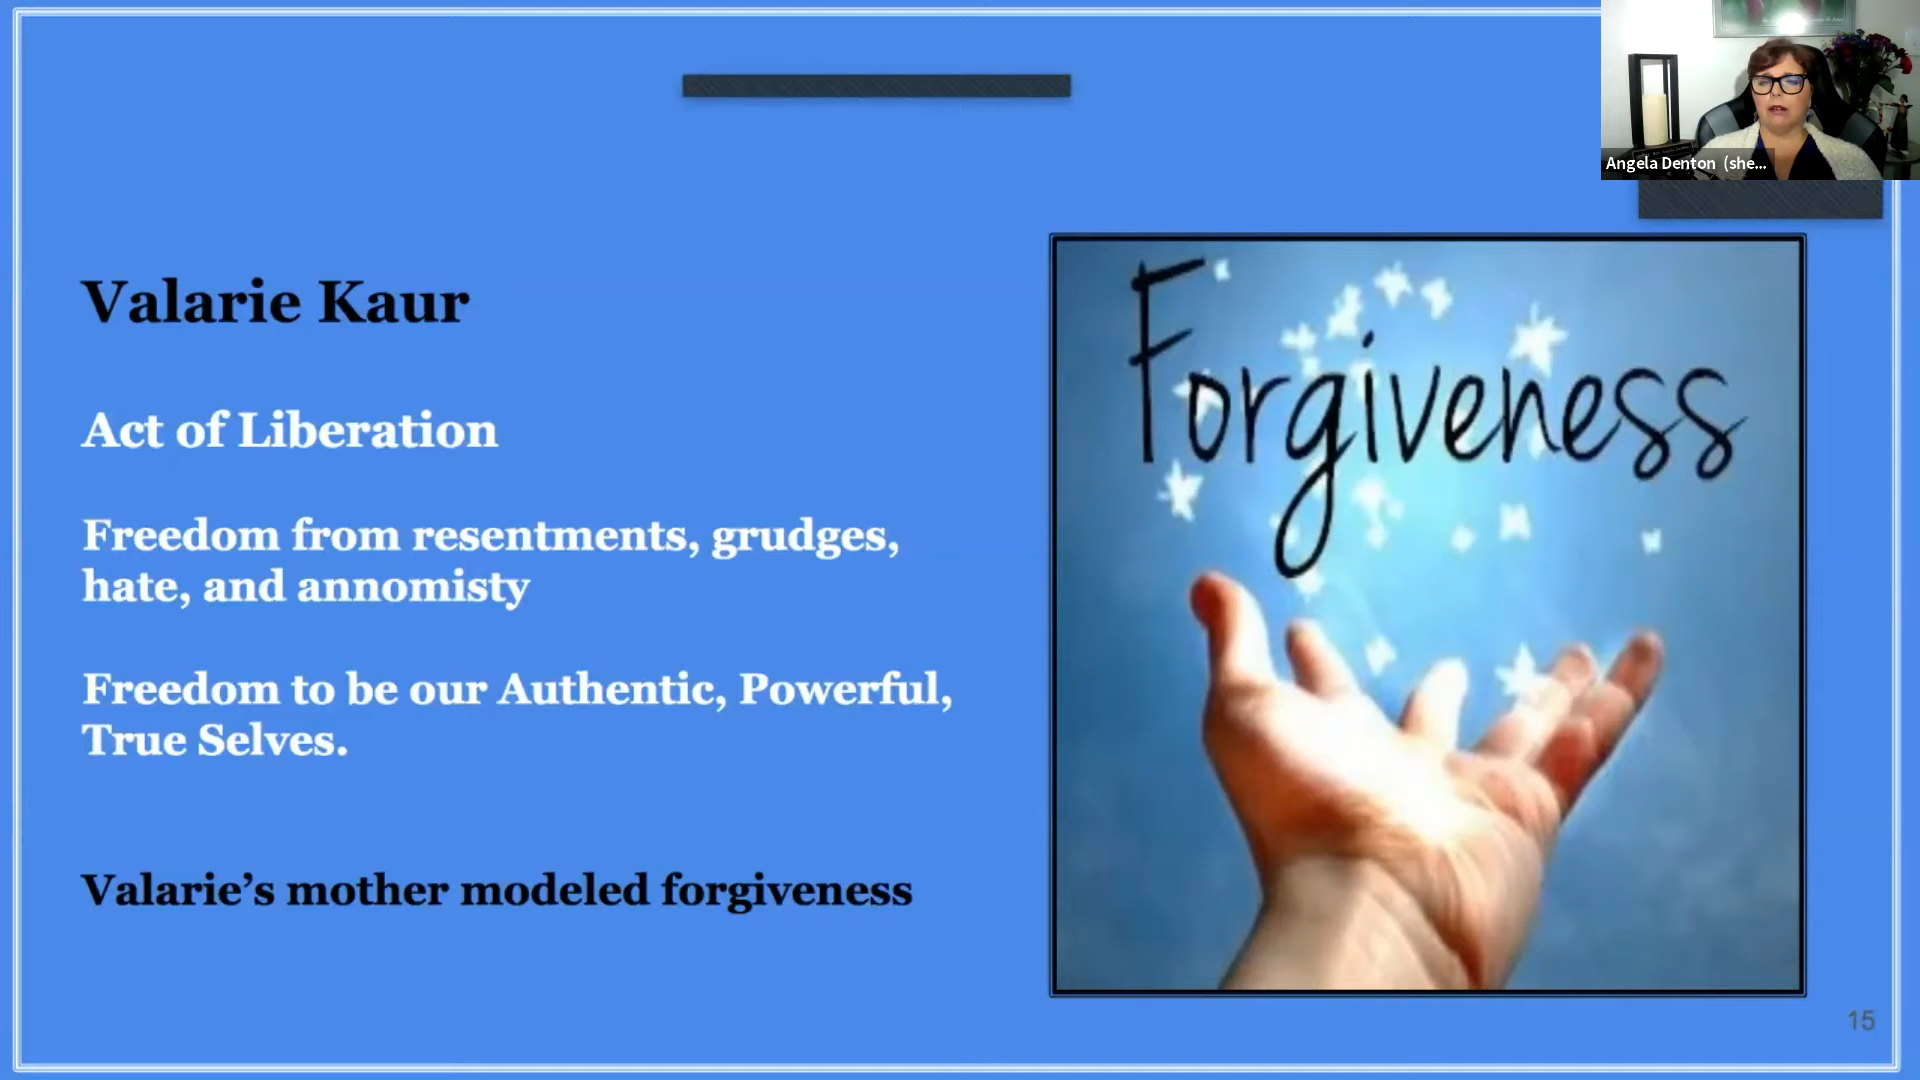 Angela Denton (she...
Valarie Kaur
Act of Liberation
Freedom from resentments, grudges,
hate, and annomisty
Freedom to be our Authentic, Powerful,
True Selves.
Valarie’s mother modeled forgiveness
Forgiveness
15